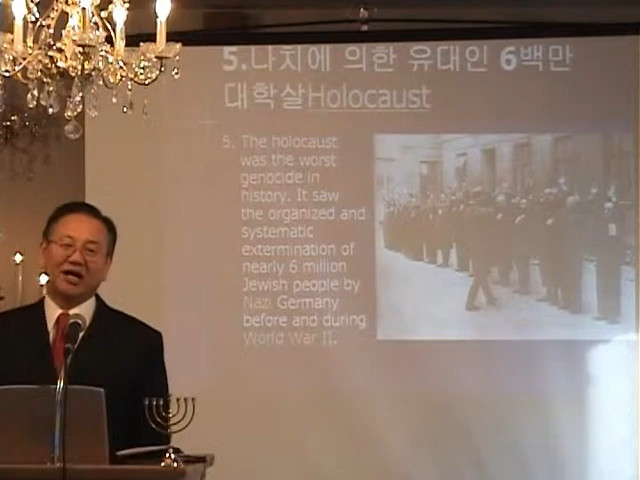 5.나치에 의한 유대인 6백만
대학살Holocaust
5. The holocaust
was the worst
genocide in
history. It saw
the organized and
systematic
extermination of
nearly 6 million
Jewish people by
Nazi Germany
before and during
World War II.